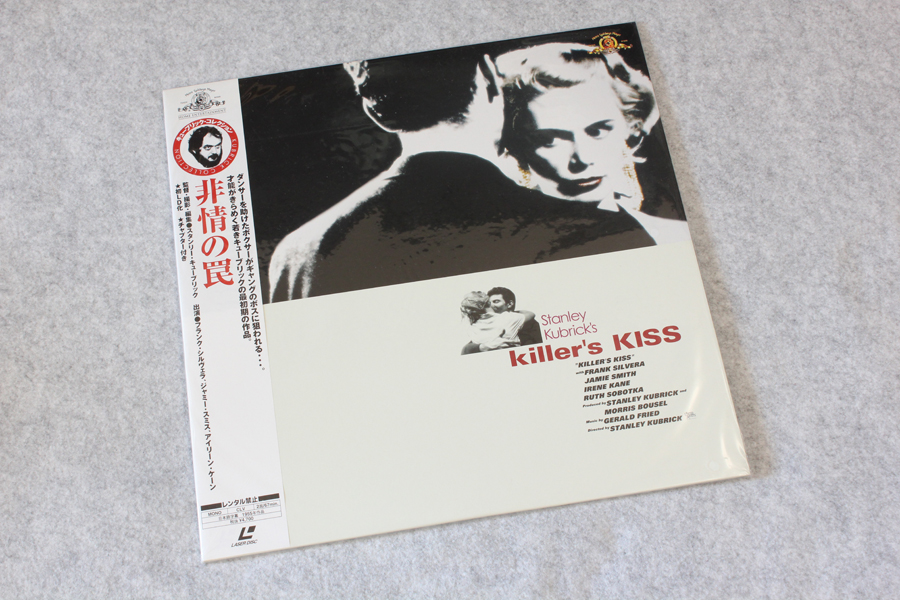 キューブリック・コレクション
KUBRICK COLLECTION
非情の罠
ダンサーを助けたボクサーがギャングのボスに狙われる・・・。
才能がきらめく若きキューブリックの最初期の作品。
監督・撮影・編集●スタンリー・キューブリック 出演●フランク・シルヴェラ、ジャミー・スミス、アイリーン・ケーン
★初LD化 ★チャプター付き
レンタル禁止
MONO CLV
税抜 ¥4,700
LASER DISC
Stanley
Kubrick's
killer's KISS
"KILLER'S KISS"
with FRANK SILVERA
JAMIE SMITH
IRENE KANE
RUTH SOBOTKA
Produced by STANLEY KUBRICK and
MORRIS BOUSEL
Music by GERALD FRIED
Directed by STANLEY KUBRICK